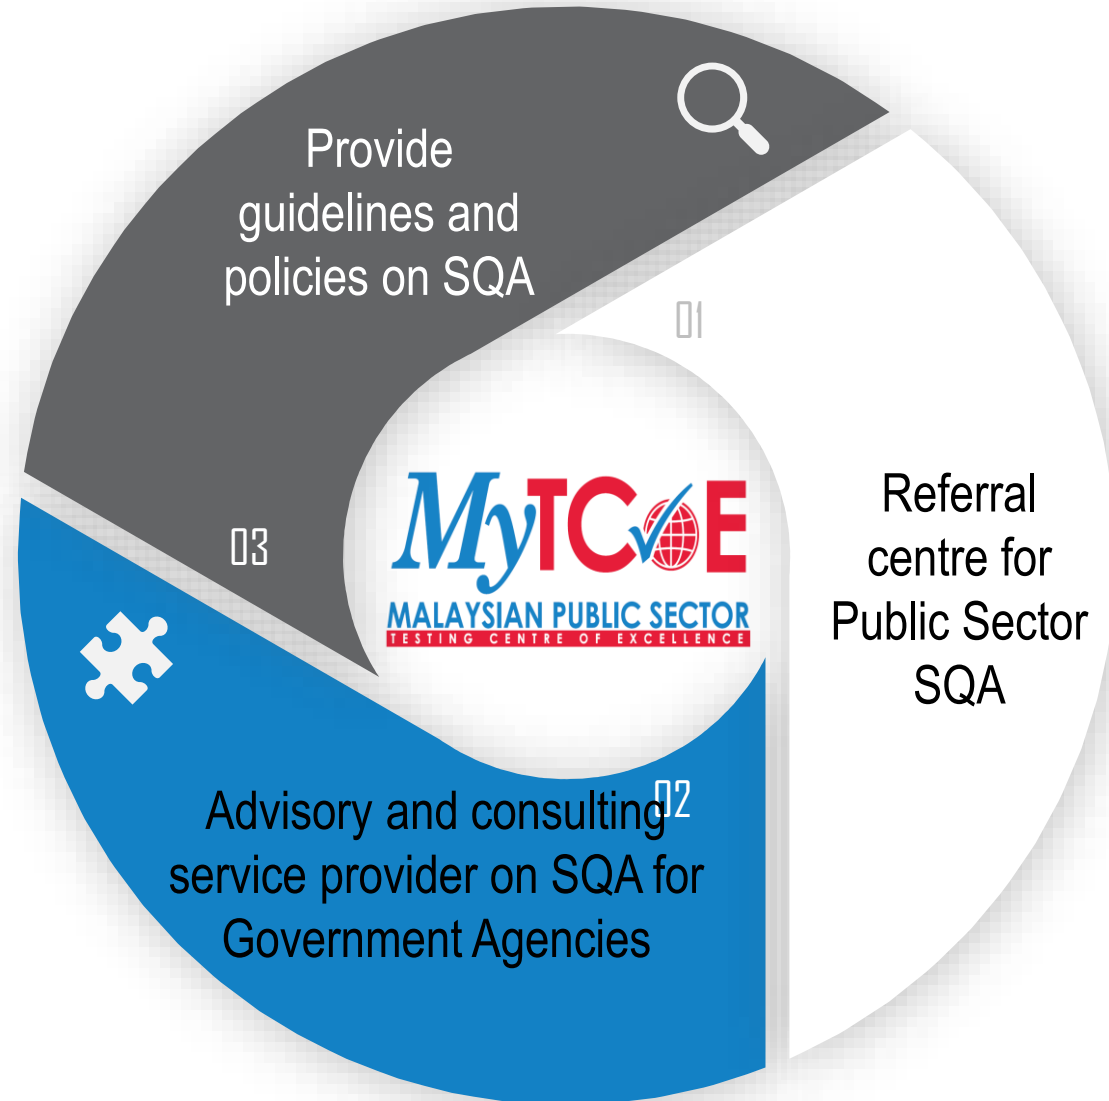 Provide
guidelines and
policies on SQA
01
Referral
centre for
Public Sector
SQA
03
MyTCoE
MALAYSIAN PUBLIC SECTOR
TESTING CENTRE OF EXCELLENCE
02
Advisory and consulting
service provider on SQA for
Government Agencies